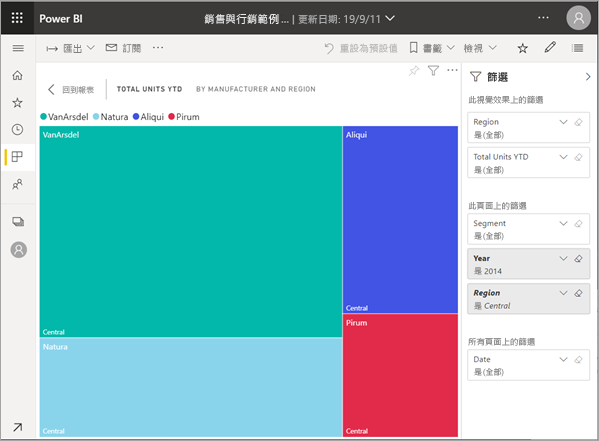 Power BI
銷售與行銷範例 ... | 更新日期: 19/9/11
匯出
訂閱
重設為預設值
書籤
檢視
回到報表
TOTAL UNITS YTD
BY MANUFACTURER AND REGION
VanArsdel Natura Aliqui Pirum
VanArsdel
Central
Aliqui
Central
Natura
Central
Pirum
Central
篩選
此視覺效果上的篩選
Region
是 (全部)
Total Units YTD
是 (全部)
此頁面上的篩選
Segment
是 (全部)
Year
是 2014
Region
是 Central
所有頁面上的篩選
Date
是 (全部)